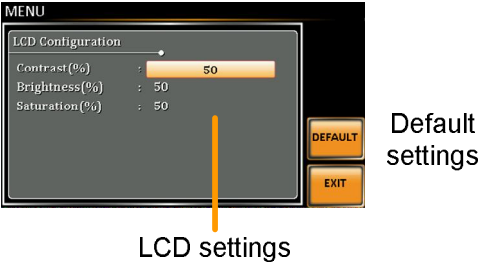 MENU
LCD Configuration
Contrast(%) : 50
Brightness(%) : 50
Saturation(%) : 50
DEFAULT
EXIT
Default
settings
LCD settings